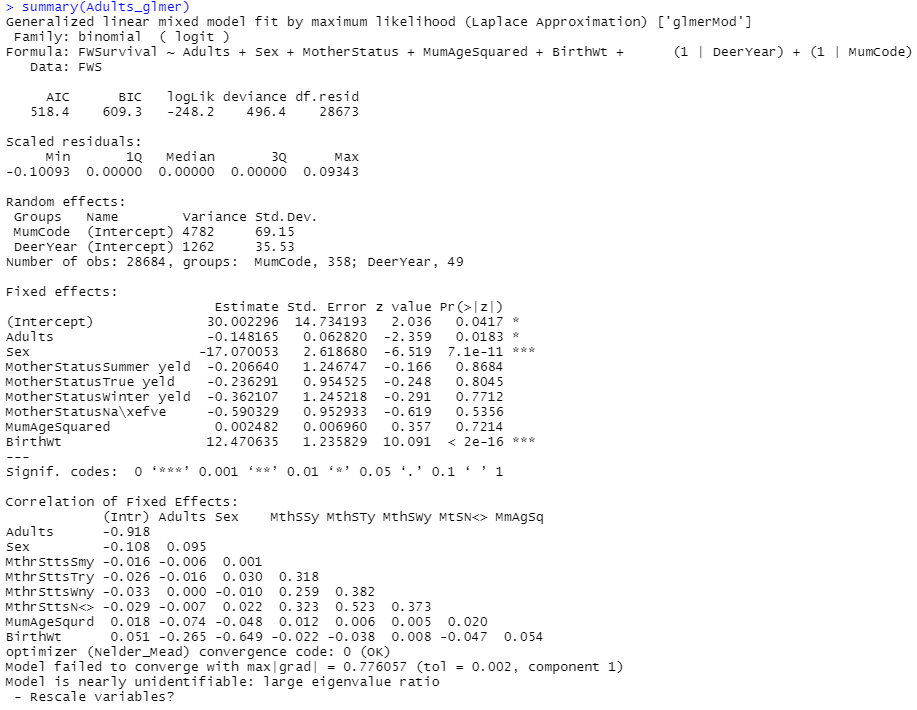 > summary(Adults_glmer)
Generalized linear mixed model fit by maximum likelihood (Laplace Approximation) ['glmerMod']
 Family: binomial  ( logit )
Formula: FWSurvival ~ Adults + Sex + MotherStatus + MumAgeSquared + BirthWt +      (1 | DeerYear) + (1 | MumCode)
   Data: FWS

     AIC      BIC   logLik deviance df.resid
   518.4    609.3   -248.2    496.4    28673

Scaled residuals:
     Min       1Q   Median       3Q      Max
-0.10093  0.00000  0.00000  0.00000  0.09343

Random effects:
 Groups   Name        Variance Std.Dev.
 MumCode  (Intercept) 4782     69.15
 DeerYear (Intercept) 1262     35.53
Number of obs: 28684, groups:  MumCode, 358; DeerYear, 49

Fixed effects:
                          Estimate Std. Error z value Pr(>|z|)
(Intercept)              30.002296  14.734193   2.036   0.0417 *
Adults                   -0.148165   0.062820  -2.359   0.0183 *
Sex                     -17.070053   2.618680  -6.519  7.1e-11 ***
MotherStatusSummer yeld  -0.206640   1.246747  -0.166   0.8684
MotherStatusTrue yeld    -0.236291   0.954525  -0.248   0.8045
MotherStatusWinter yeld  -0.362107   1.245218  -0.291   0.7712
MotherStatusNa\xefve     -0.590329   0.952933  -0.619   0.5356
MumAgeSquared             0.002482   0.006960   0.357   0.7214
BirthWt                  12.470635   1.235829  10.091  < 2e-16 ***
---
Signif. codes:  0 ‘***’ 0.001 ‘**’ 0.01 ‘*’ 0.05 ‘.’ 0.1 ‘ ’ 1

Correlation of Fixed Effects:
            (Intr) Adults Sex    MthSSy MthSTy MthSWy MtSN<> MmAgSq
Adults      -0.918
Sex         -0.108  0.095
MthrSttsSmy -0.016 -0.006  0.001
MthrSttsTry -0.026 -0.016  0.030  0.318
MthrSttsWny -0.033  0.000 -0.010  0.259  0.382
MthrSttsN<> -0.029 -0.007  0.022  0.323  0.523  0.373
MumAgeSqurd  0.018 -0.074 -0.048  0.012  0.006  0.005  0.020
BirthWt      0.051 -0.265 -0.649 -0.022 -0.038  0.008 -0.047  0.054
optimizer (Nelder_Mead) convergence code: 0 (OK)
Model failed to converge with max|grad| = 0.776057 (tol = 0.002, component 1)
Model is nearly unidentifiable: large eigenvalue ratio
 - Rescale variables?